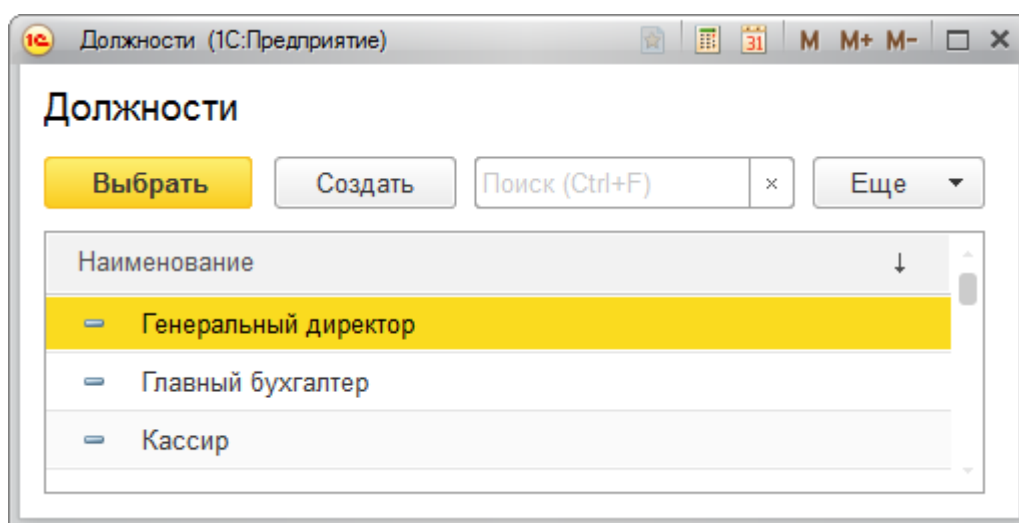 1С Должности (1С:Предприятие) 31 M M+ M-
Должности
Выбрать Создать Поиск (Ctrl+F) × Еще
Наименование ↓
Генеральный директор
Главный бухгалтер
Кассир